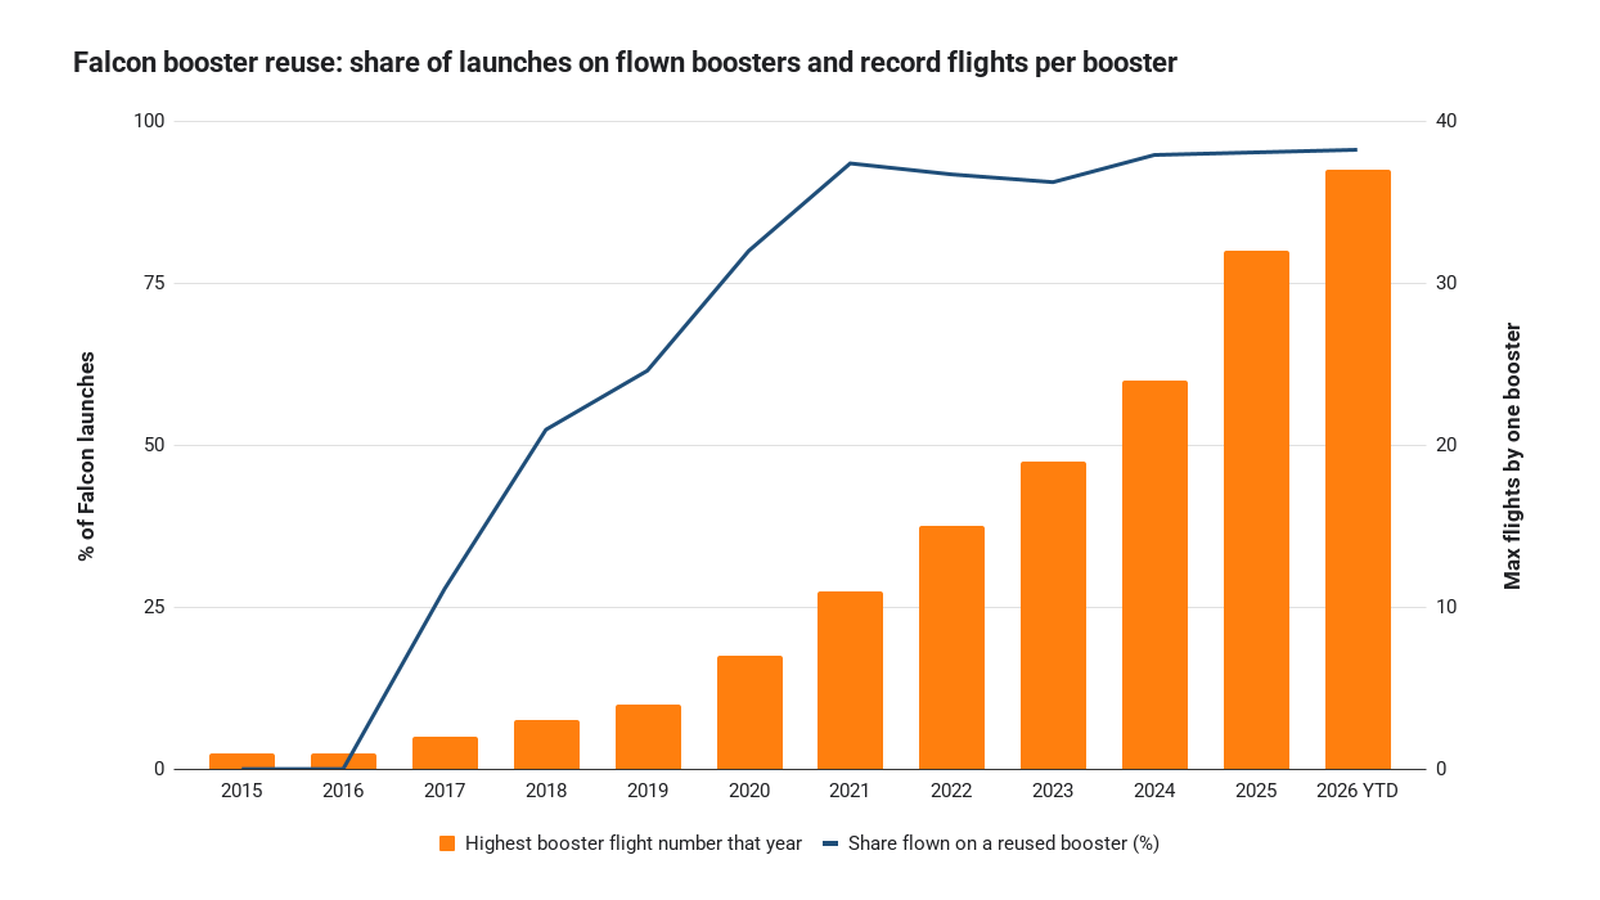 Falcon booster reuse: share of launches on flown boosters and record flights per booster
% of Falcon launches
100
75
50
25
0
40
30
20
10
0
Max flights by one booster
2015 2016 2017 2018 2019 2020 2021 2022 2023 2024 2025 2026 YTD
Highest booster flight number that year Share flown on a reused booster (%)